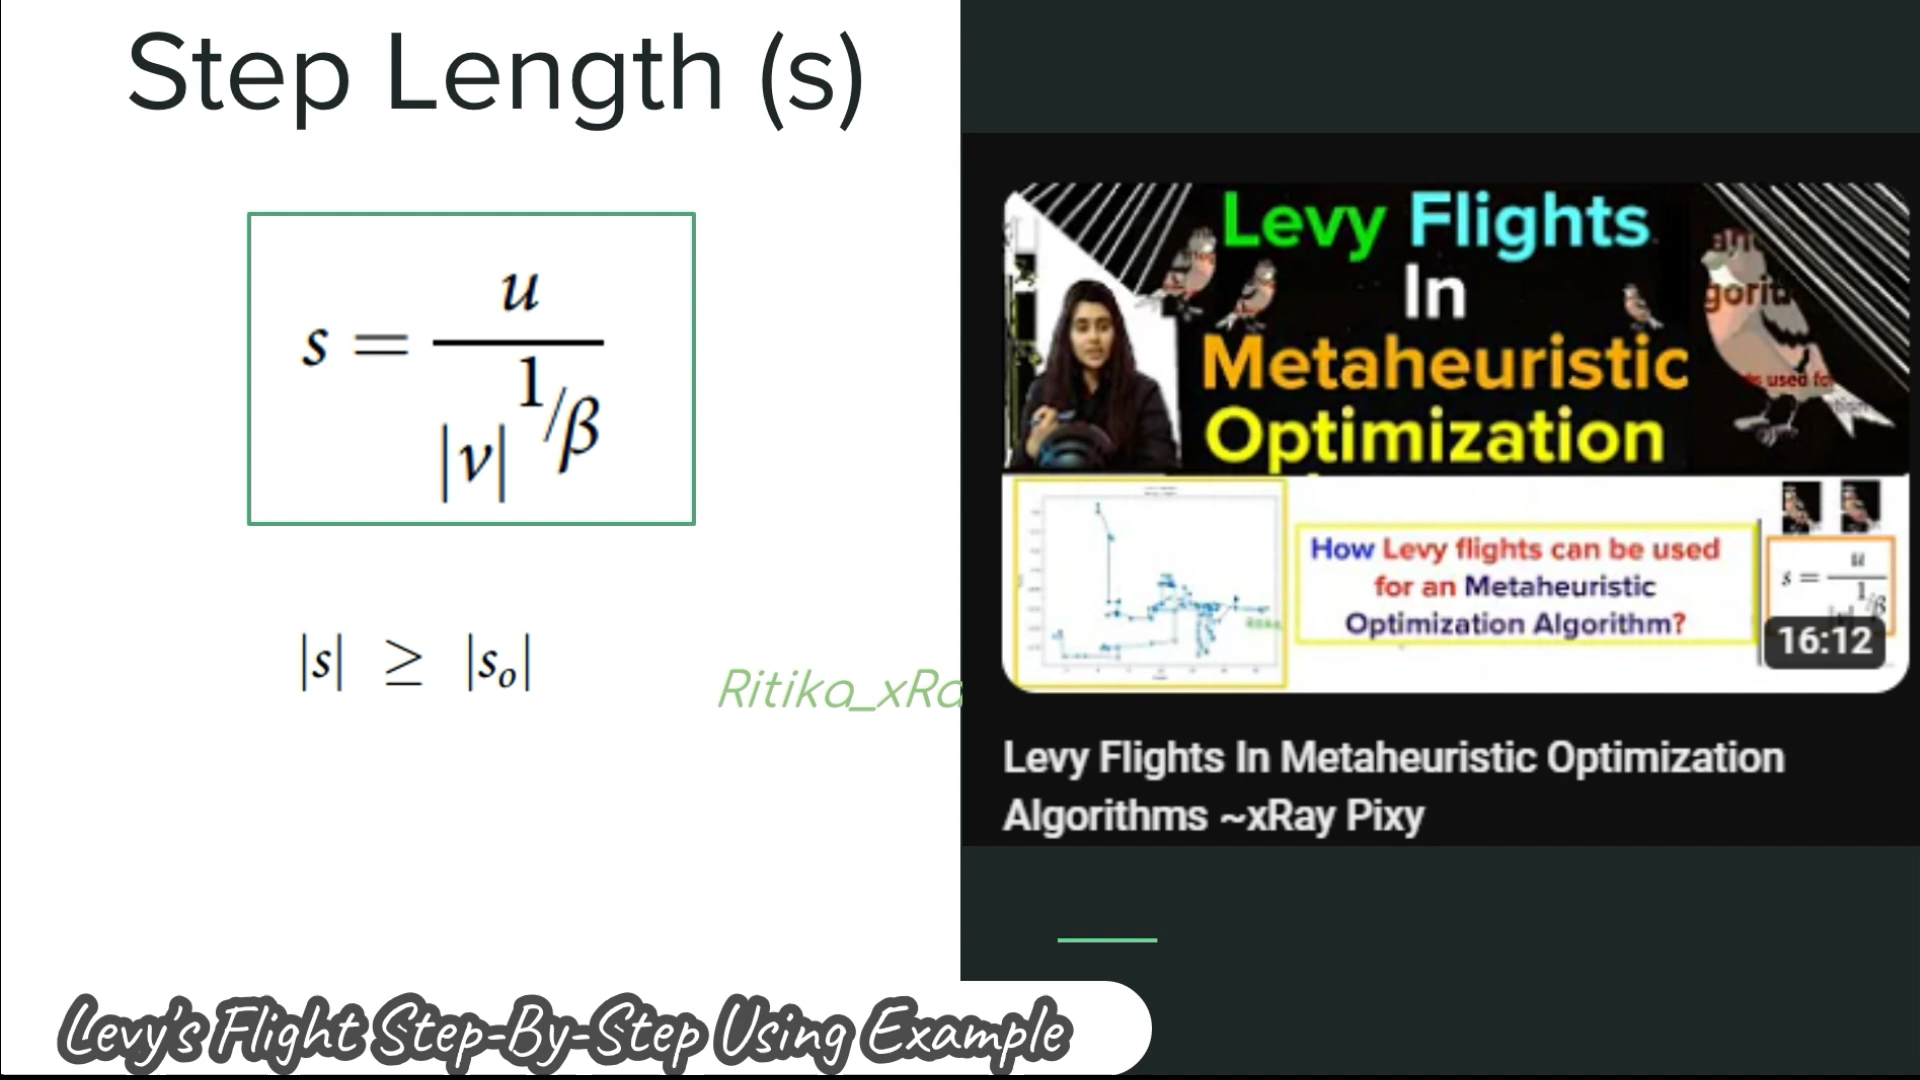 Step Length (s)
s = u / |v|^1/β
|s| ≥ |s₀|
Ritika_xRa
Levy Flights
In
Metaheuristic
Optimization
How Levy flights can be used
for an Metaheuristic
Optimization Algorithm?
s = u / 1/β
16:12
Levy Flights In Metaheuristic Optimization
Algorithms ~xRay Pixy
Levy's Flight Step-By-Step Using Example